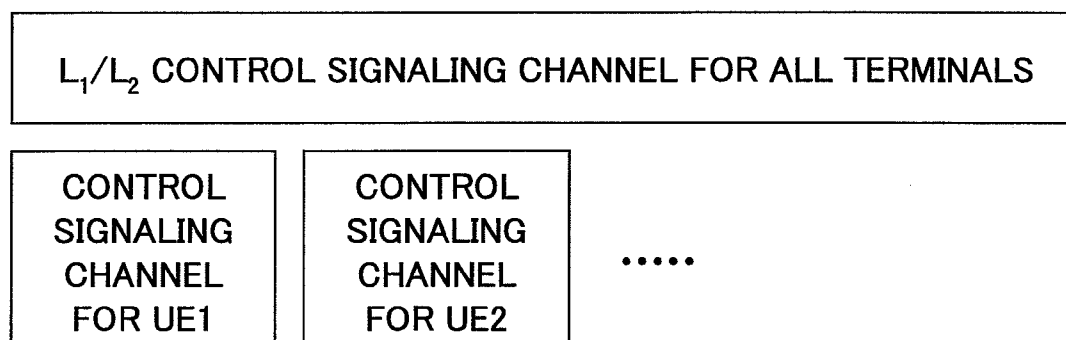 L₁/L₂ CONTROL SIGNALING CHANNEL FOR ALL TERMINALS
CONTROL
SIGNALING
CHANNEL
FOR UE1
CONTROL
SIGNALING
CHANNEL
FOR UE2
•••••